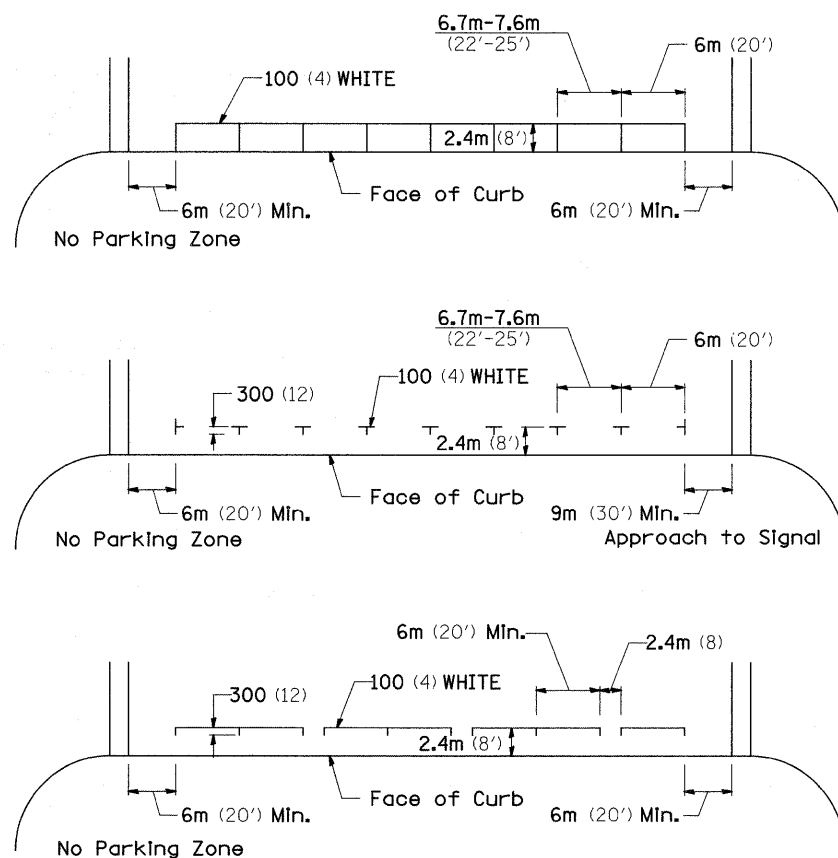 6.7m-7.6m
(22'-25')
6m (20')
100 (4) WHITE
2.4m (8')
Face of Curb
6m (20') Min.
6m (20') Min.
No Parking Zone
6.7m-7.6m
(22'-25')
6m (20')
300 (12)
100 (4) WHITE
2.4m (8')
Face of Curb
6m (20') Min.
9m (30') Min.
No Parking Zone
Approach to Signal
6m (20') Min.
2.4m (8)
300 (12)
100 (4) WHITE
2.4m (8')
Face of Curb
6m (20') Min.
6m (20') Min.
No Parking Zone